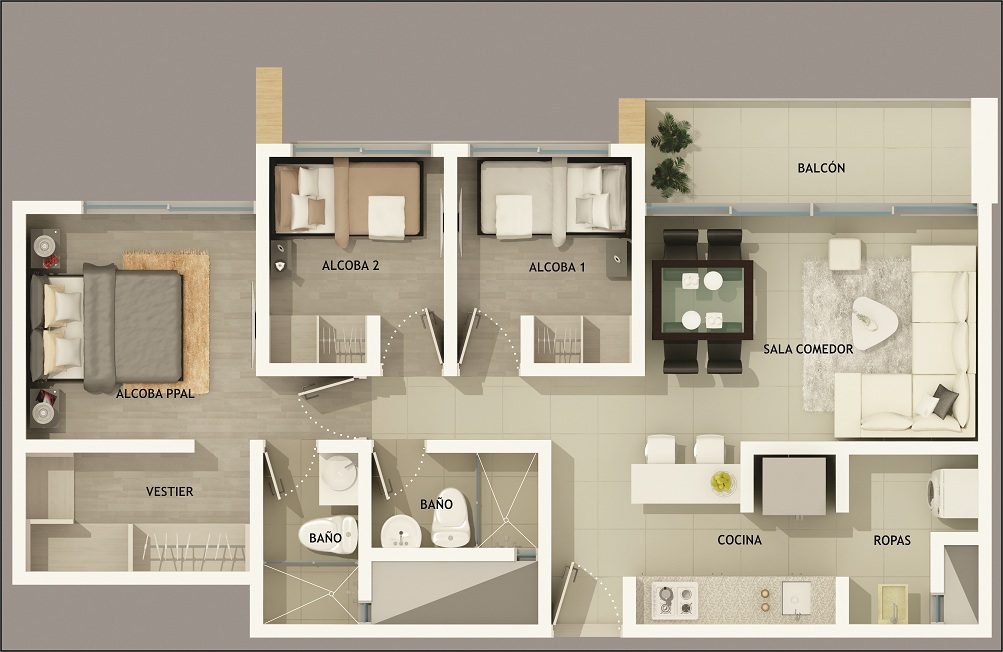 BALCÓN
ALCOBA 2
ALCOBA 1
SALA COMEDOR
ALCOBA PPAL
VESTIER
BAÑO
BAÑO
COCINA
ROPAS